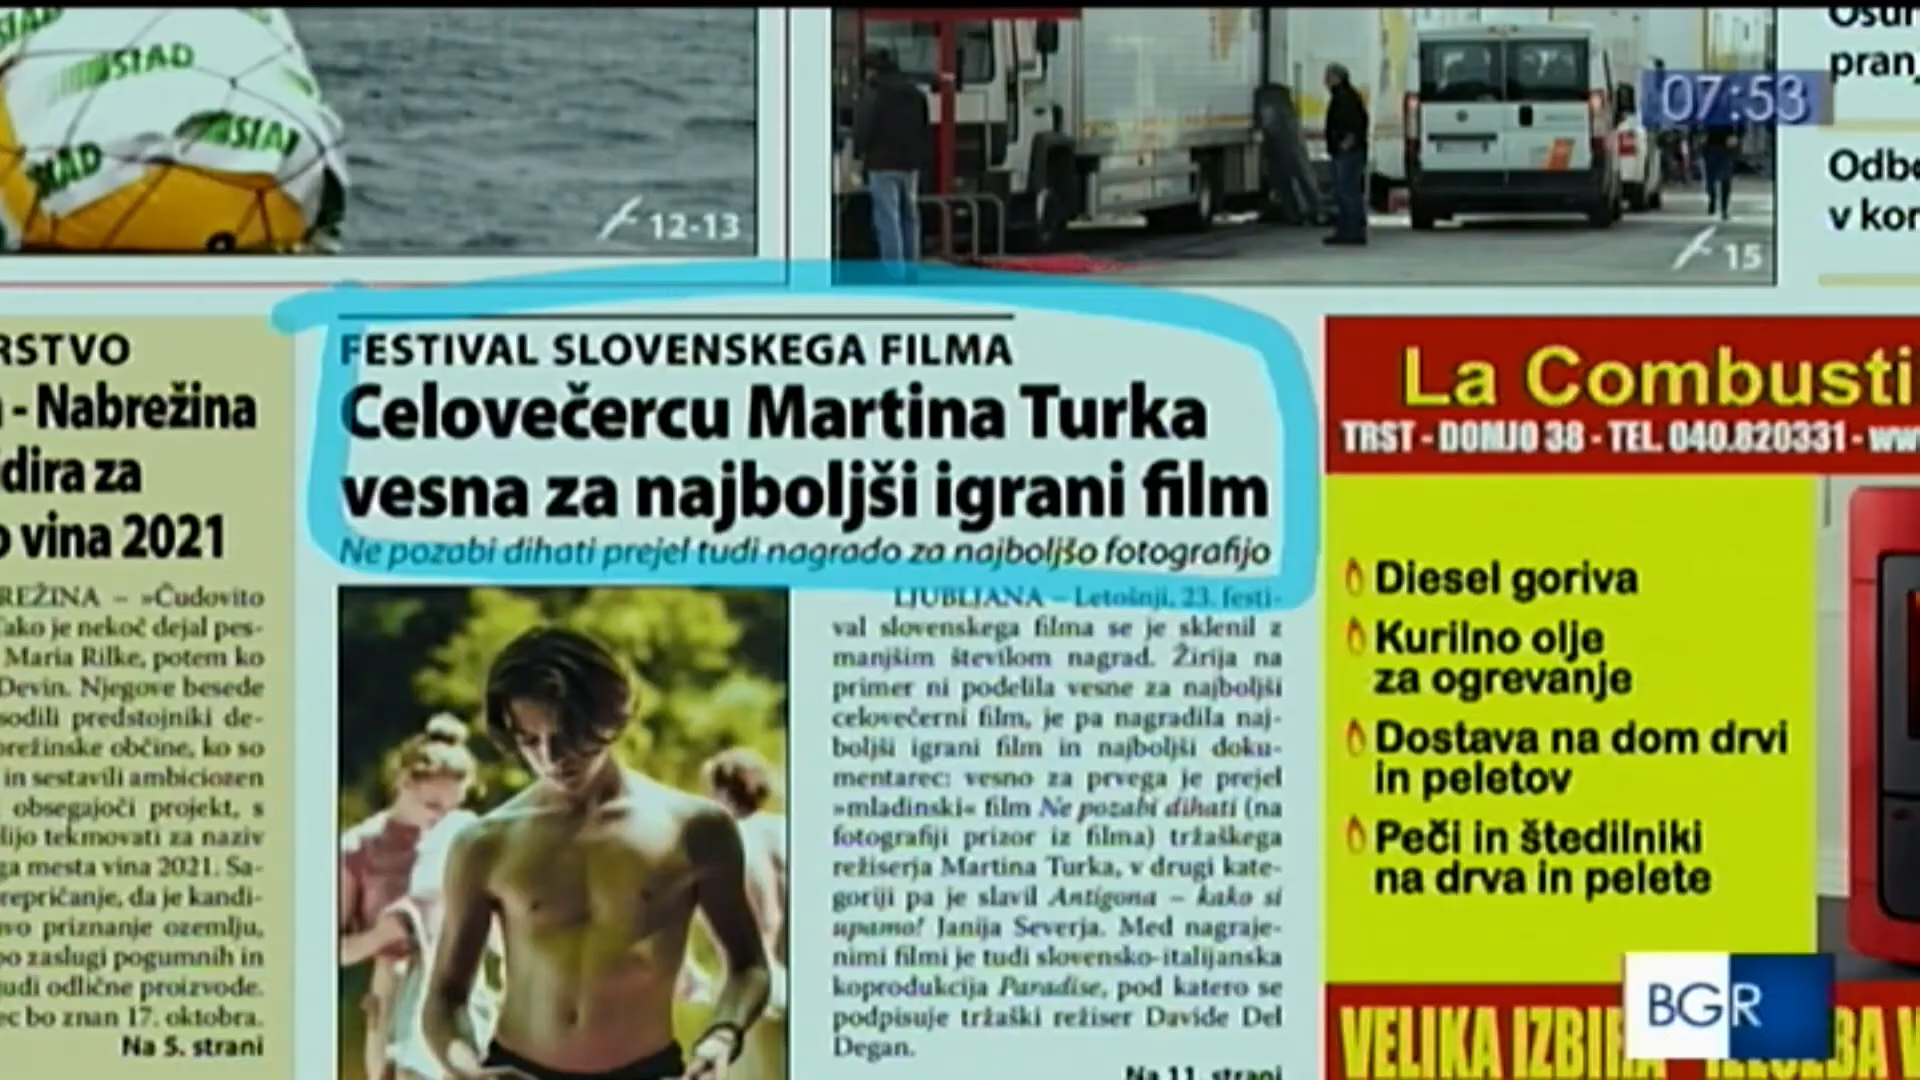 SIAD
SIAD
12-13
15
07:53
pran
Odbo
v kor
RSTVO
- Nabrežina
dira za
vina 2021
REŽINA – »Čudovito
Tako je nekoč dejal pes-
Maria Rilke, potem ko
Devin. Njegove besede
sodili predstojniki de-
brežinske občine, ko so
in sestavili ambiciozen
obsegajoči projekt, s
lijo tekmovati za naziv
ga mesta vina 2021. Sa-
repričanje, da je kandi-
vo priznanje ozemlju,
po zaslugi pogumnih in
judi odlične proizvode.
ec bo znan 17. oktobra.
Na 5. strani
FESTIVAL SLOVENSKEGA FILMA
Celovečercu Martina Turka
vesna za najboljši igrani film
Ne pozabi dihati prejel tudi nagrado za najboljšo fotografijo
LJUBLJANA – Letošnji, 23. festi-
val slovenskega filma se je sklenil z
manjšim številom nagrad. Žirija na
primer ni podelila vesne za najboljši
celovečerni film, je pa nagradila naj-
boljši igrani film in najboljši doku-
mentarec: vesno za prvega je prejel
»mladinski« film Ne pozabi dihati (na
fotografiji prizor iz filma) tržaškega
režiserja Martina Turka, v drugi kate-
goriji pa je slavil Antigona – kako si
upamo! Janija Severja. Med nagraje-
nimi filmi je tudi slovensko-italijanska
koprodukcija Paradise, pod katero se
podpisuje tržaški režiser Davide Del
Degan.
Na 11. strani
La Combusti
TRST - DOMJO 38 - TEL. 040.820331 - ww
Diesel goriva
Kurilno olje
za ogrevanje
Dostava na dom drvi
in peletov
Peči in štedilniki
na drva in pelete
VELIKA
BGR